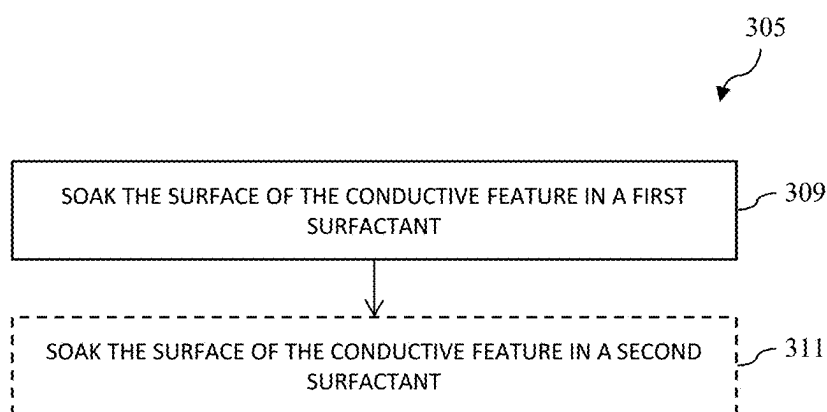 305
SOAK THE SURFACE OF THE CONDUCTIVE FEATURE IN A FIRST
SURFACTANT
309
SOAK THE SURFACE OF THE CONDUCTIVE FEATURE IN A SECOND
SURFACTANT
311